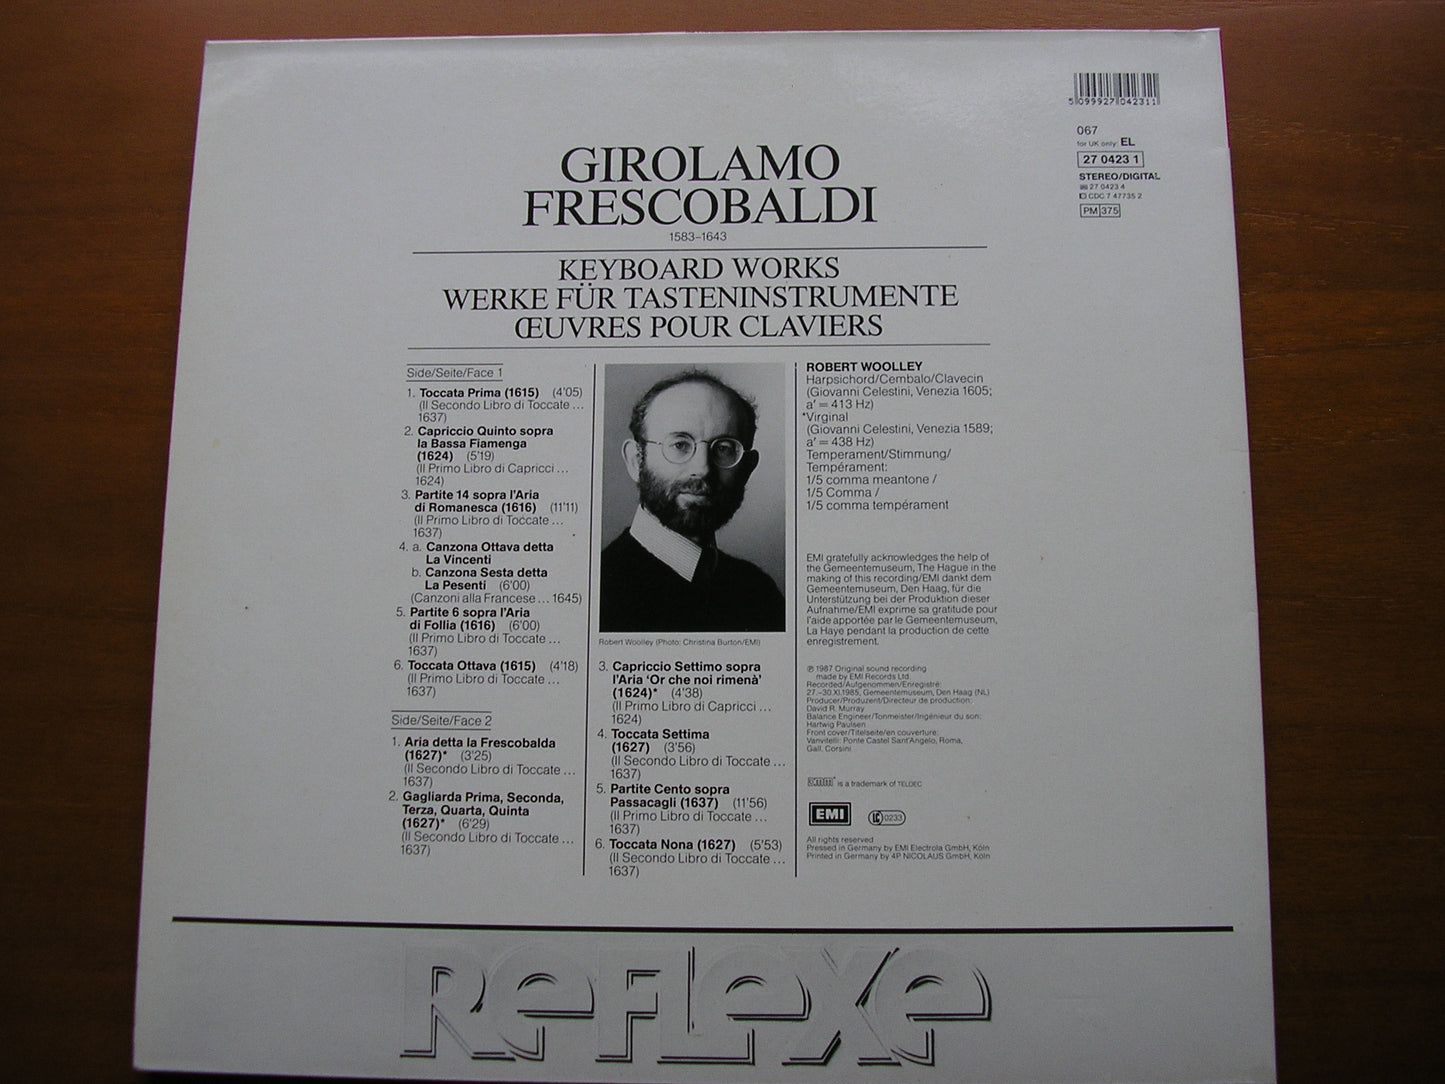 5 099927 042311
067
for UK only: EL
27 0423 1
STEREO/DIGITAL
27 0423 4
CDC 7 47735 2
PM 375
GIROLAMO
FRESCOBALDI
1583–1643
KEYBOARD WORKS
WERKE FÜR TASTENINSTRUMENTE
ŒUVRES POUR CLAVIERS
Side/Seite/Face 1
1. Toccata Prima (1615) (4'05)
(Il Secondo Libro di Toccate ...
1637)
2. Capriccio Quinto sopra
la Bassa Fiamenga
(1624) (5'19)
(Il Primo Libro di Capricci ...
1624)
3. Partite 14 sopra l'Aria
di Romanesca (1616) (11'11)
(Il Primo Libro di Toccate ...
1637)
4. a. Canzona Ottava detta
La Vincenti
b. Canzona Sesta detta
La Pesenti (6'00)
(Canzoni alla Francese ... 1645)
5. Partite 6 sopra l'Aria
di Follia (1616) (6'00)
(Il Primo Libro di Toccate ...
1637)
6. Toccata Ottava (1615) (4'18)
(Il Primo Libro di Toccate ...
1637)
Side/Seite/Face 2
1. Aria detta la Frescobalda
(1627)* (3'25)
(Il Secondo Libro di Toccate ...
1637)
2. Gagliarda Prima, Seconda,
Terza, Quarta, Quinta
(1627)* (6'29)
(Il Secondo Libro di Toccate ...
1637)
Robert Woolley (Photo: Christina Burton/EMI)
3. Capriccio Settimo sopra
l'Aria ‘Or che noi rimenà’
(1624)* (4'38)
(Il Primo Libro di Capricci ...
1624)
4. Toccata Settima
(1627) (3'56)
(Il Secondo Libro di Toccate ...
1637)
5. Partite Cento sopra
Passacagli (1637) (11'56)
(Il Primo Libro di Toccate ...
1637)
6. Toccata Nona (1627) (5'53)
(Il Secondo Libro di Toccate ...
1637)
ROBERT WOOLLEY
Harpsichord/Cembalo/Clavecin
(Giovanni Celestini, Venezia 1605;
a' = 413 Hz)
*Virginal
(Giovanni Celestini, Venezia 1589;
a' = 438 Hz)
Temperament/Stimmung/
Tempérament:
1/5 comma meantone /
1/5 Comma /
1/5 comma tempérament
EMI gratefully acknowledges the help of
the Gemeentemuseum, The Hague in the
making of this recording/EMI dankt dem
Gemeentemuseum, Den Haag, für die
Unterstützung bei der Produktion dieser
Aufnahme/EMI exprime sa gratitude pour
l'aide apportée par le Gemeentemuseum,
La Haye pendant la production de cette
enregistrement.
℗ 1987 Original sound recording
made by EMI Records Ltd.
Recorded/Aufgenommen/Enregistré:
27.–30.XI.1985, Gemeentemuseum, Den Haag (NL)
Producer/Produzent/Directeur de production:
David R. Murray
Balance Engineer/Tonmeister/Ingénieur du son:
Hartwig Paulsen
Front cover/Titelseite/en couverture:
Vanvitelli: Ponte Castel Sant'Angelo, Roma,
Gall. Corsini
DMM is a trademark of TELDEC
EMI LC 0233
All rights reserved
Pressed in Germany by EMI Electrola GmbH, Köln
Printed in Germany by 4P NICOLAUS GmbH, Köln
REFLEXE